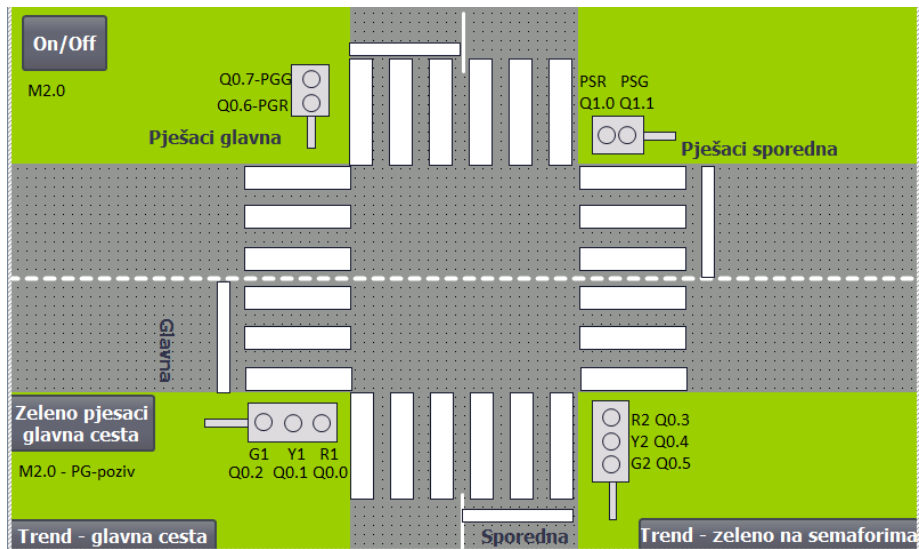 On/Off
M2.0
Q0.7-PGG
Q0.6-PGR
Pješaci glavna
PSR PSG
Q1.0 Q1.1
Pješaci sporedna
Glavna
Zeleno pjesaci
glavna cesta
M2.0 - PG-poziv
G1 Y1 R1
Q0.2 Q0.1 Q0.0
R2 Q0.3
Y2 Q0.4
G2 Q0.5
Trend - glavna cesta
Sporedna
Trend - zeleno na semaforima